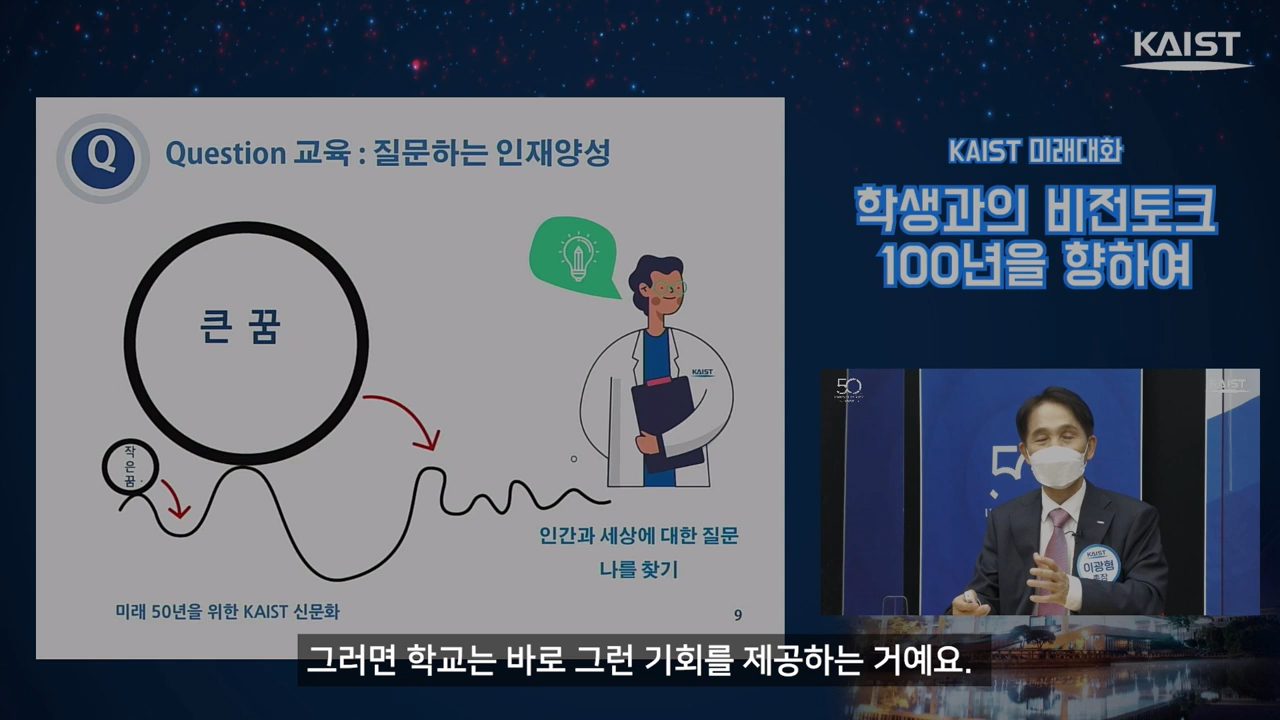 KAIST
Q
Question 교육 : 질문하는 인재양성
KAIST 미래대화
학생과의 비전토크
100년을 향하여
큰 꿈
작은꿈
KAIST
인간과 세상에 대한 질문
나를 찾기
미래 50년을 위한 KAIST 신문화
9
50
KAIST
KAIST
이광형
총장
그러면 학교는 바로 그런 기회를 제공하는 거예요.